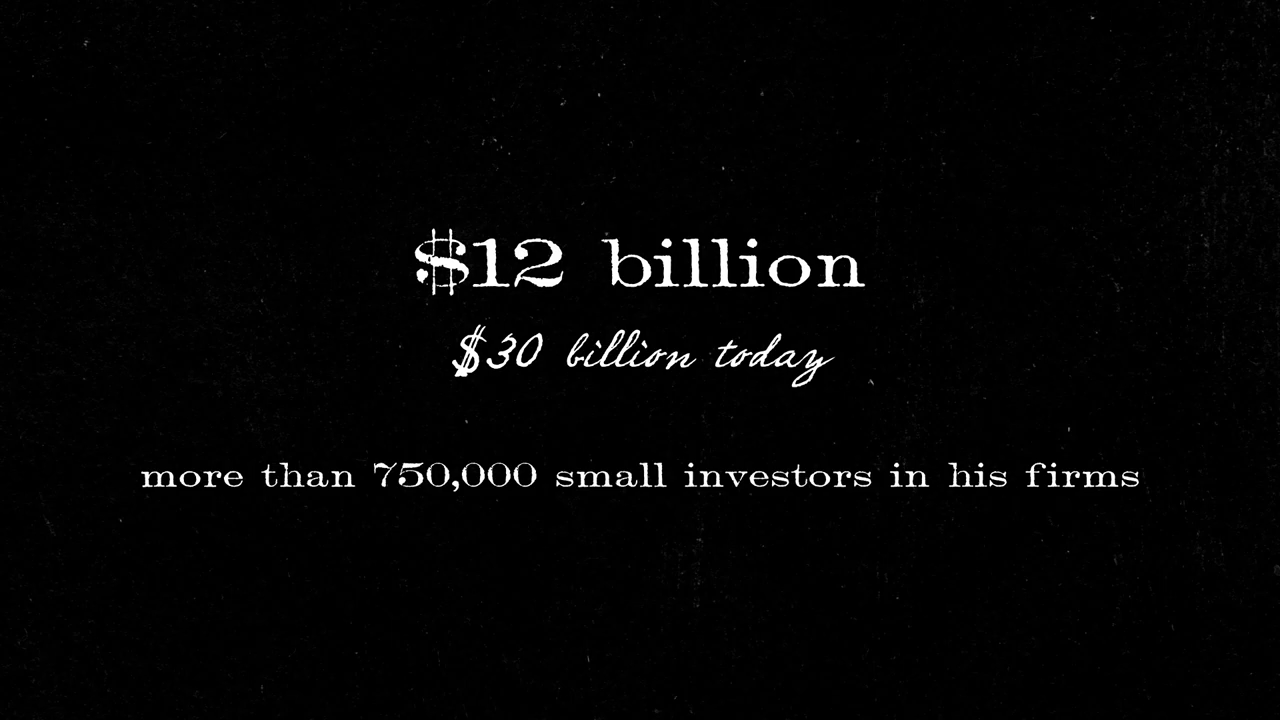 $12 billion
$30 billion today
more than 750,000 small investors in his firms